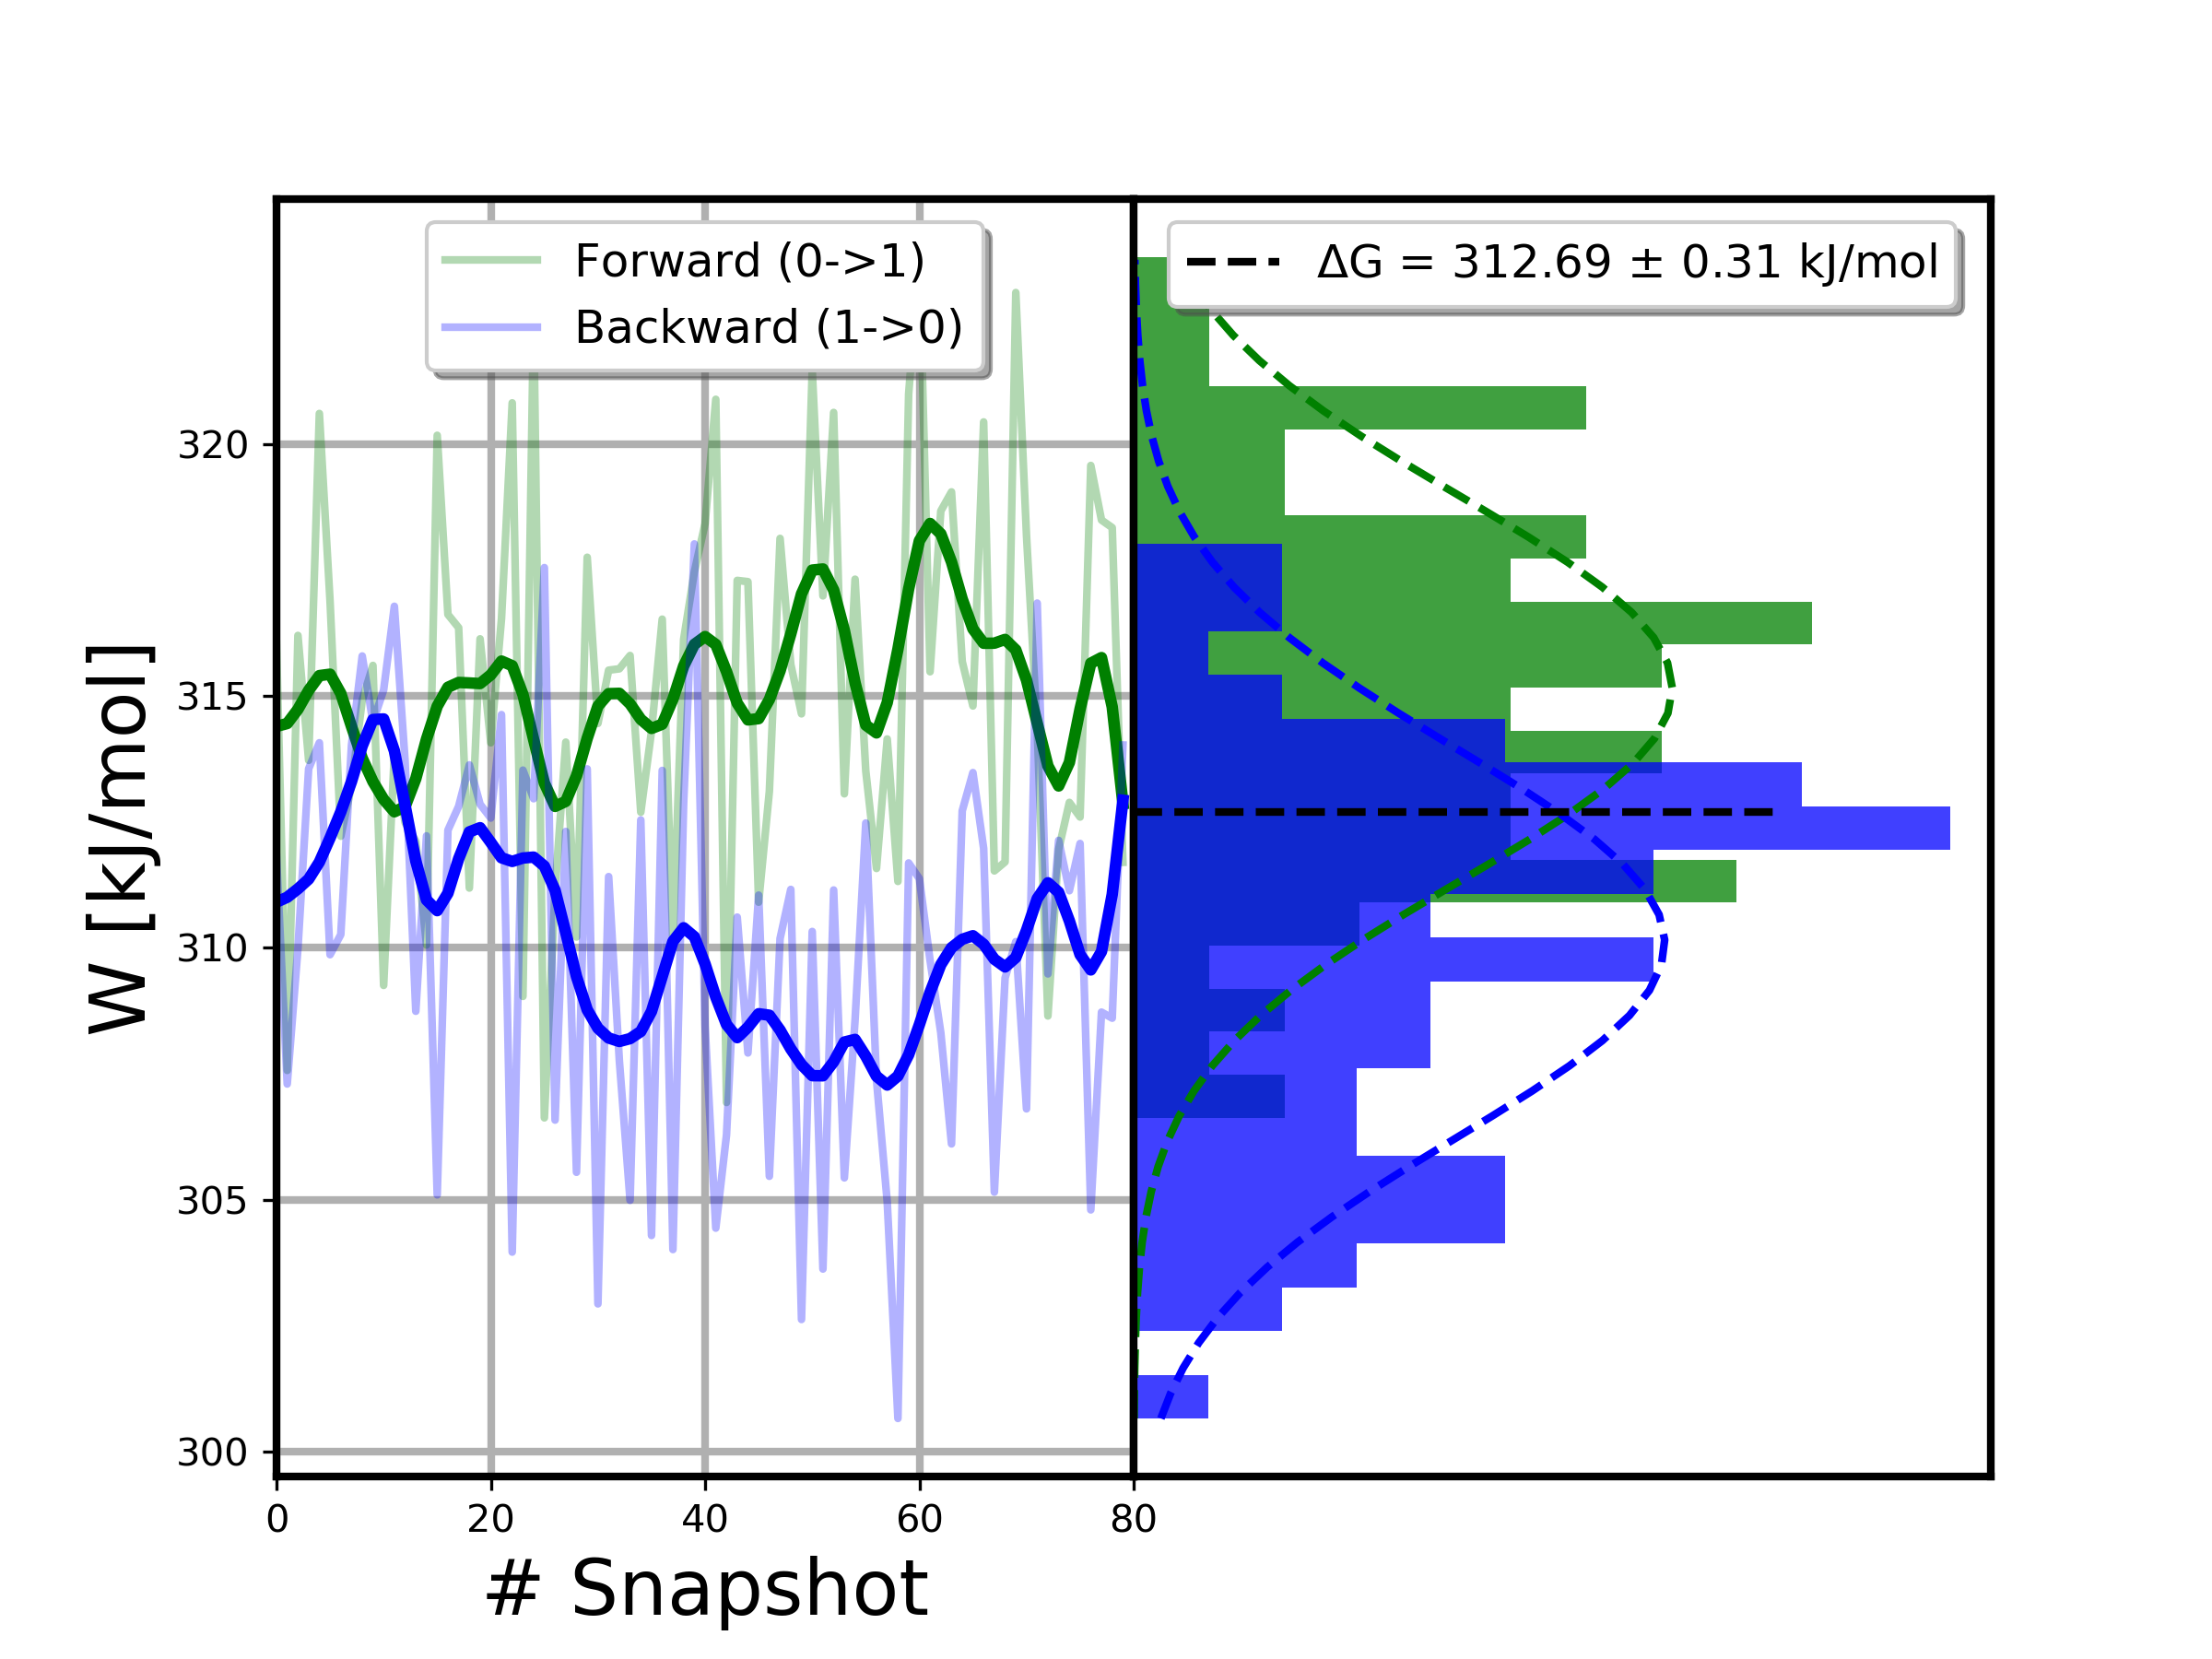 Forward (0->1)
Backward (1->0)
ΔG = 312.69 ± 0.31 kJ/mol
W [kJ/mol]
320
315
310
305
300
0 20 40 60 80
# Snapshot